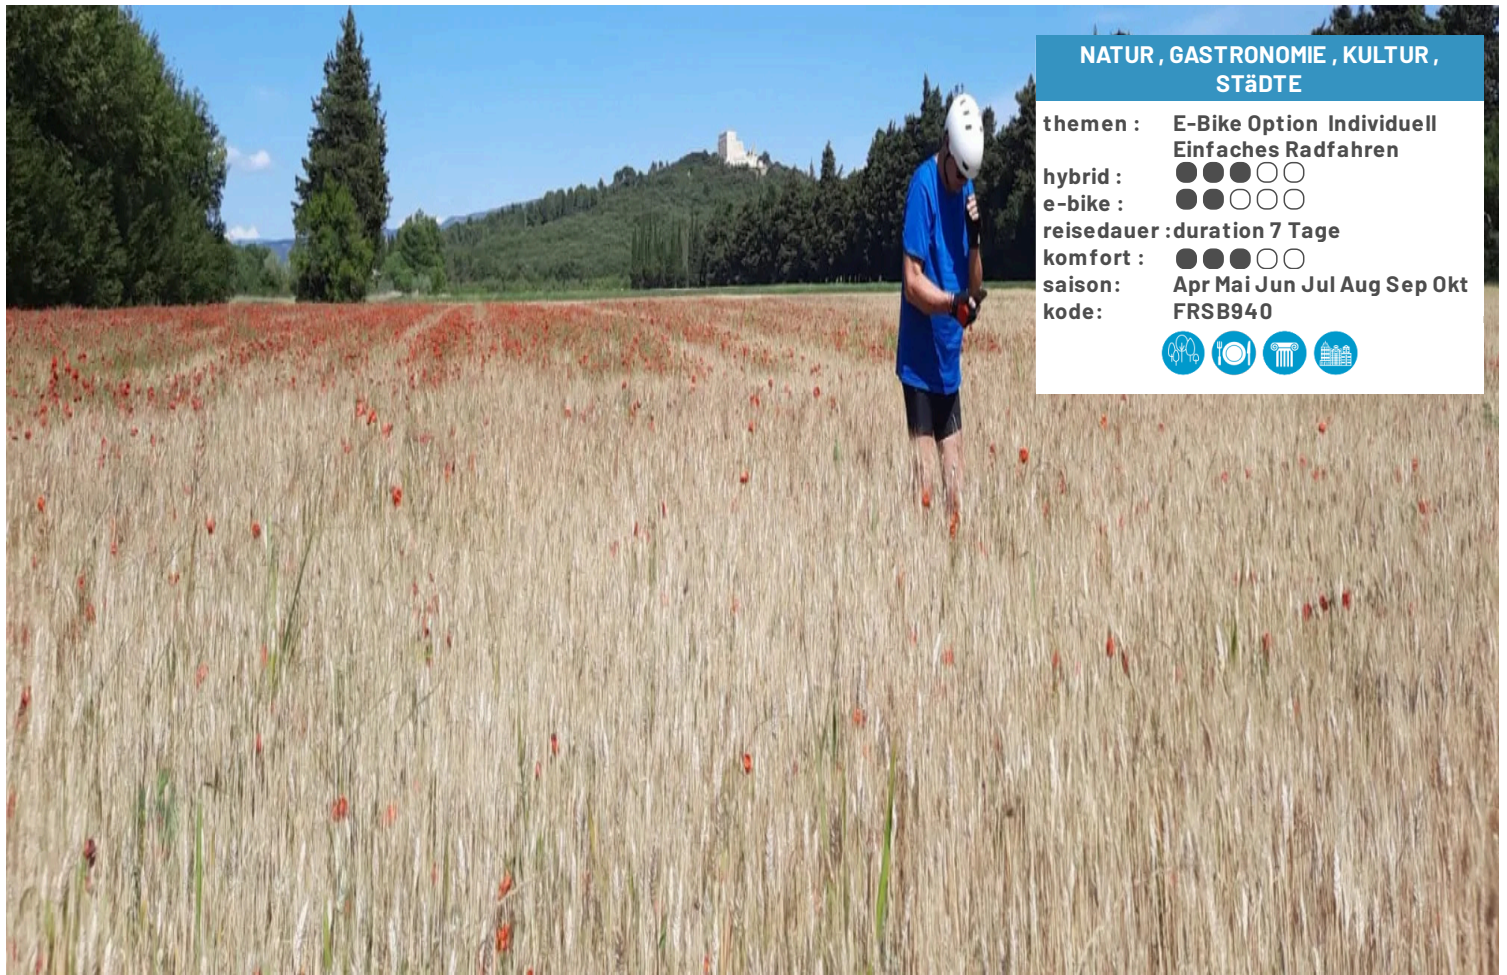 NATUR , GASTRONOMIE , KULTUR ,
STäDTE
themen : E-Bike Option Individuell
Einfaches Radfahren
hybrid :
e-bike :
reisedauer : duration 7 Tage
komfort :
saison: Apr Mai Jun Jul Aug Sep Okt
kode: FRSB940